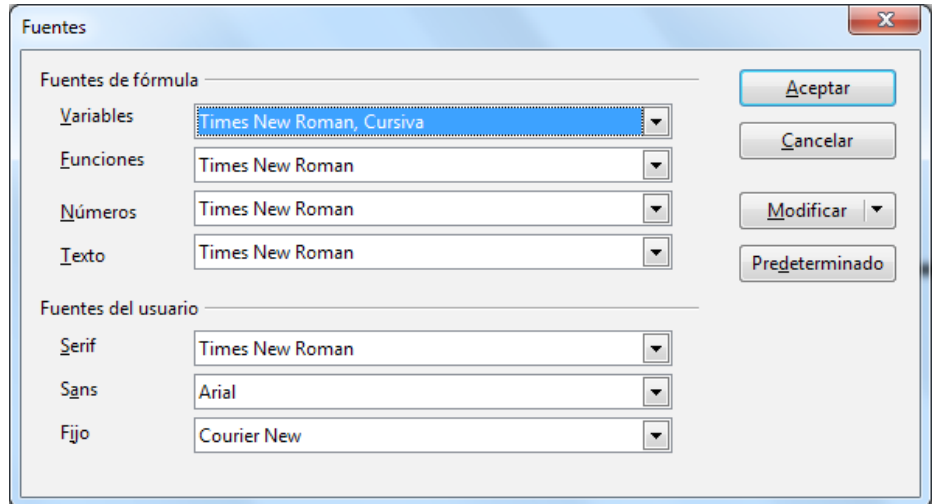 Fuentes
Fuentes de fórmula
Variables Times New Roman, Cursiva
Funciones Times New Roman
Números Times New Roman
Texto Times New Roman
Fuentes del usuario
Serif Times New Roman
Sans Arial
Fijo Courier New
Aceptar
Cancelar
Modificar
Predeterminado